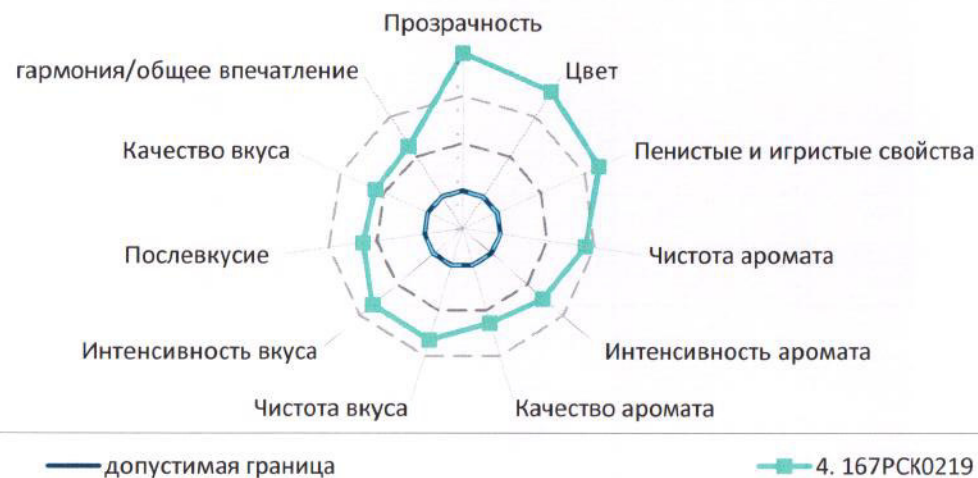 Прозрачность
гармония/общее впечатление
Цвет
Качество вкуса
Пенистые и игристые свойства
Послевкусие
Чистота аромата
Интенсивность вкуса
Интенсивность аромата
Чистота вкуса
Качество аромата
допустимая граница
4. 167РСК0219